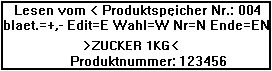 Lesen vom < Produktspeicher Nr.: 004
blaet.=+,- Edit=E Wahl=W Nr=N Ende=EN
>ZUCKER 1KG<
Produktnummer: 123456